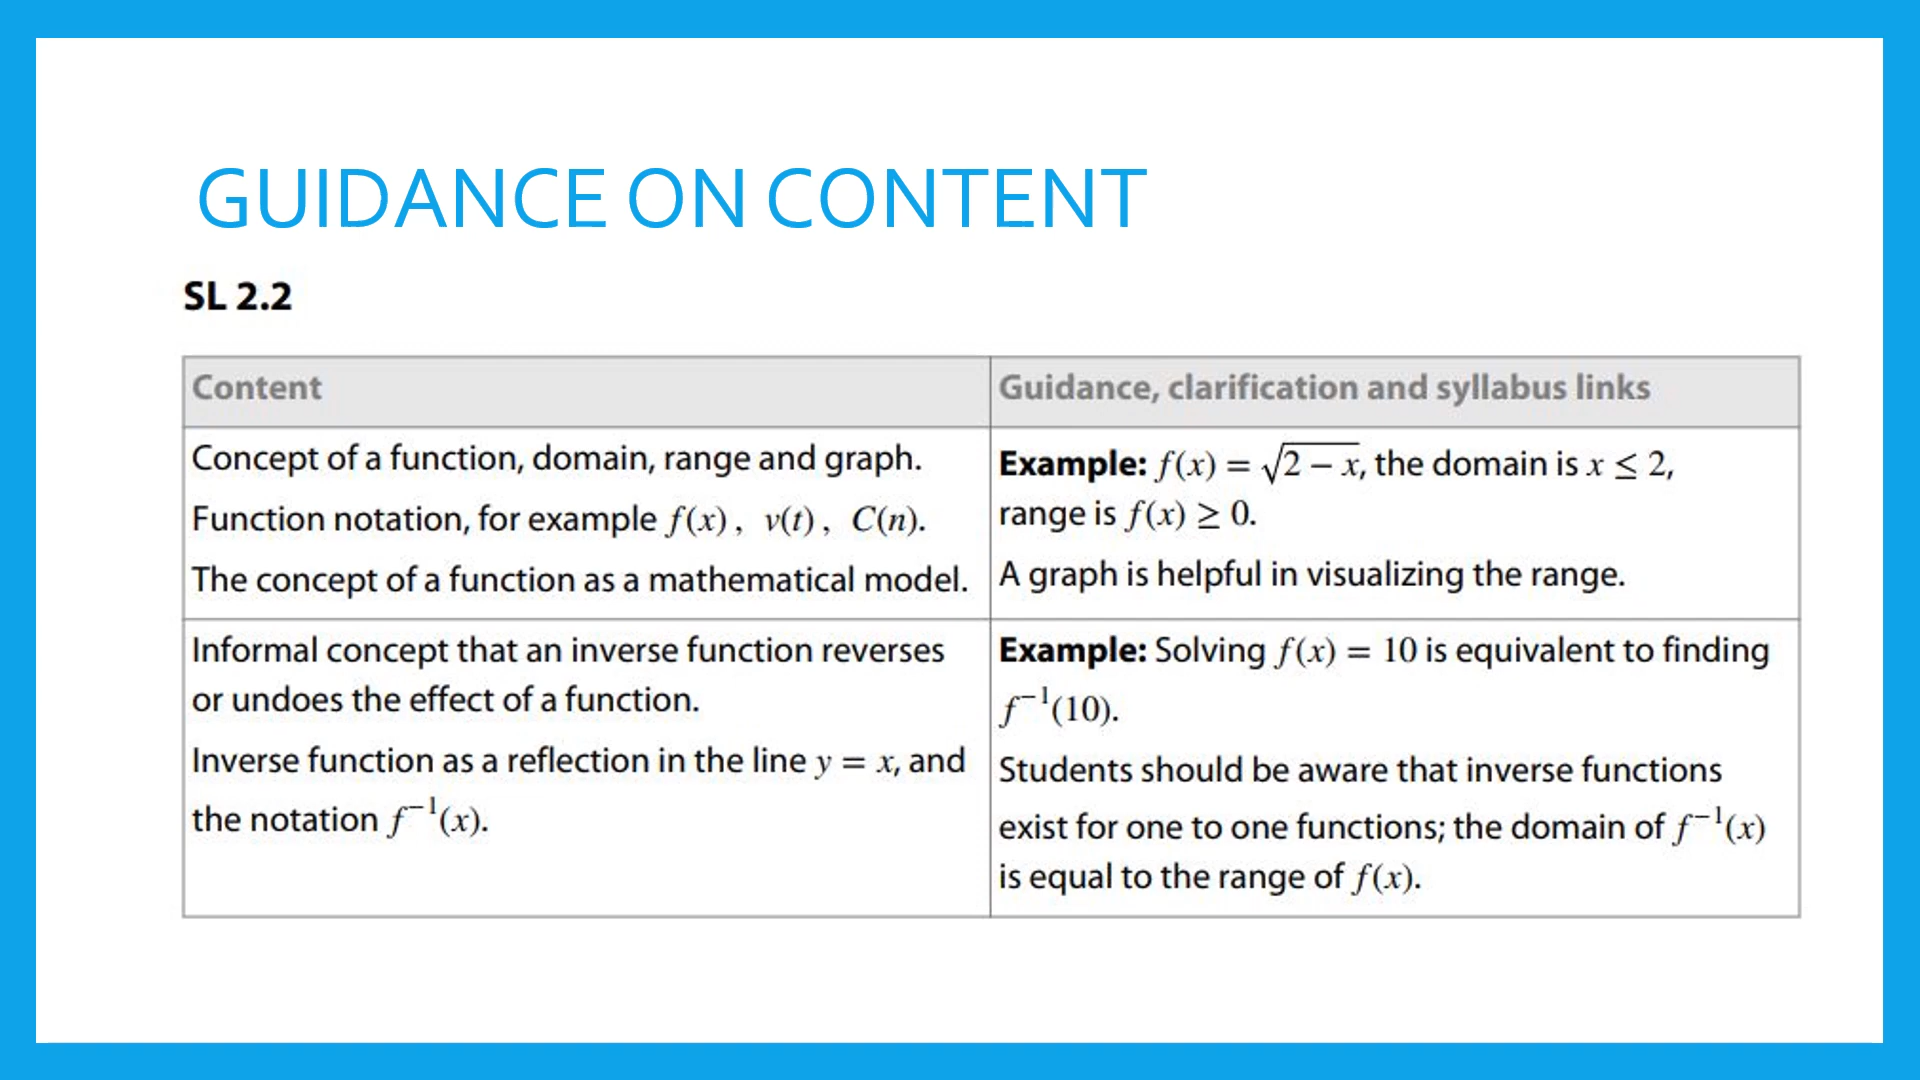 GUIDANCE ON CONTENT
SL 2.2
Content
Guidance, clarification and syllabus links
Concept of a function, domain, range and graph.
Function notation, for example f(x), v(t), C(n).
The concept of a function as a mathematical model.
Example: f(x) = √(2 − x), the domain is x ≤ 2,
range is f(x) ≥ 0.
A graph is helpful in visualizing the range.
Informal concept that an inverse function reverses
or undoes the effect of a function.
Inverse function as a reflection in the line y = x, and
the notation f⁻¹(x).
Example: Solving f(x) = 10 is equivalent to finding
f⁻¹(10).
Students should be aware that inverse functions
exist for one to one functions; the domain of f⁻¹(x)
is equal to the range of f(x).